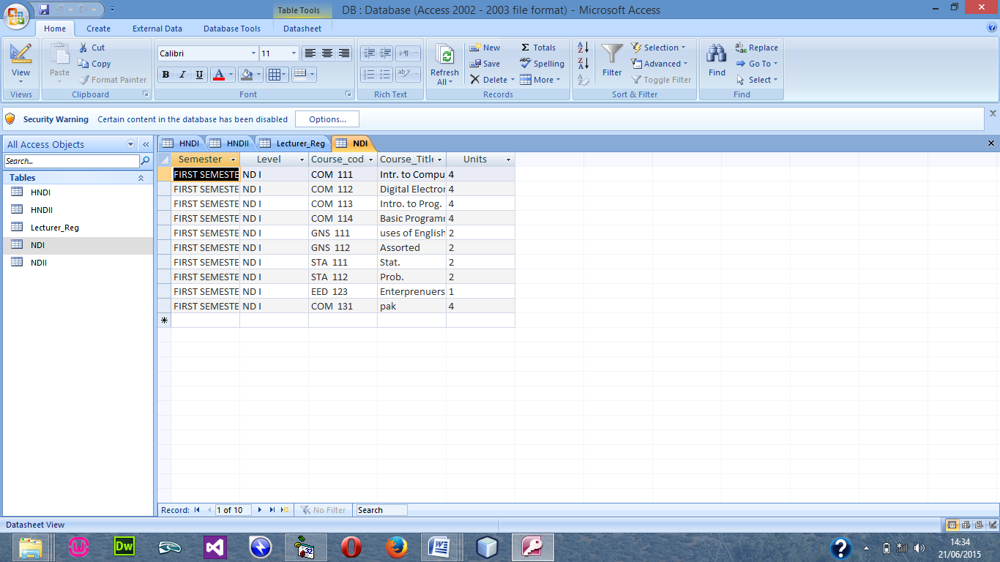 Table Tools
DB : Database (Access 2002 - 2003 file format) - Microsoft Access
Home Create External Data Database Tools Datasheet
View
Views
Paste
Cut
Copy
Format Painter
Clipboard
Calibri 11
B I U A
Font
Rich Text
Refresh All
New
Save
Delete
Σ Totals
Spelling
More
Records
Filter
Selection
Advanced
Toggle Filter
Sort & Filter
Find
Replace
Go To
Select
Find
Security Warning Certain content in the database has been disabled Options...
All Access Objects
Search...
Tables
HNDI
HNDII
Lecturer_Reg
NDI
NDII
HNDI HNDII Lecturer_Reg NDI
Semester Level Course_cod Course_Title Units
FIRST SEMESTE ND I COM 111 Intr. to Compu 4
FIRST SEMESTE ND I COM 112 Digital Electror 4
FIRST SEMESTE ND I COM 113 Intro. to Prog. 4
FIRST SEMESTE ND I COM 114 Basic Programm 4
FIRST SEMESTE ND I GNS 111 uses of English 2
FIRST SEMESTE ND I GNS 112 Assorted 2
FIRST SEMESTE ND I STA 111 Stat. 2
FIRST SEMESTE ND I STA 112 Prob. 2
FIRST SEMESTE ND I EED 123 Enterprenuers 1
FIRST SEMESTE ND I COM 131 pak 4
Record: 1 of 10 No Filter Search
Datasheet View
Dw
32
14:34
21/06/2015